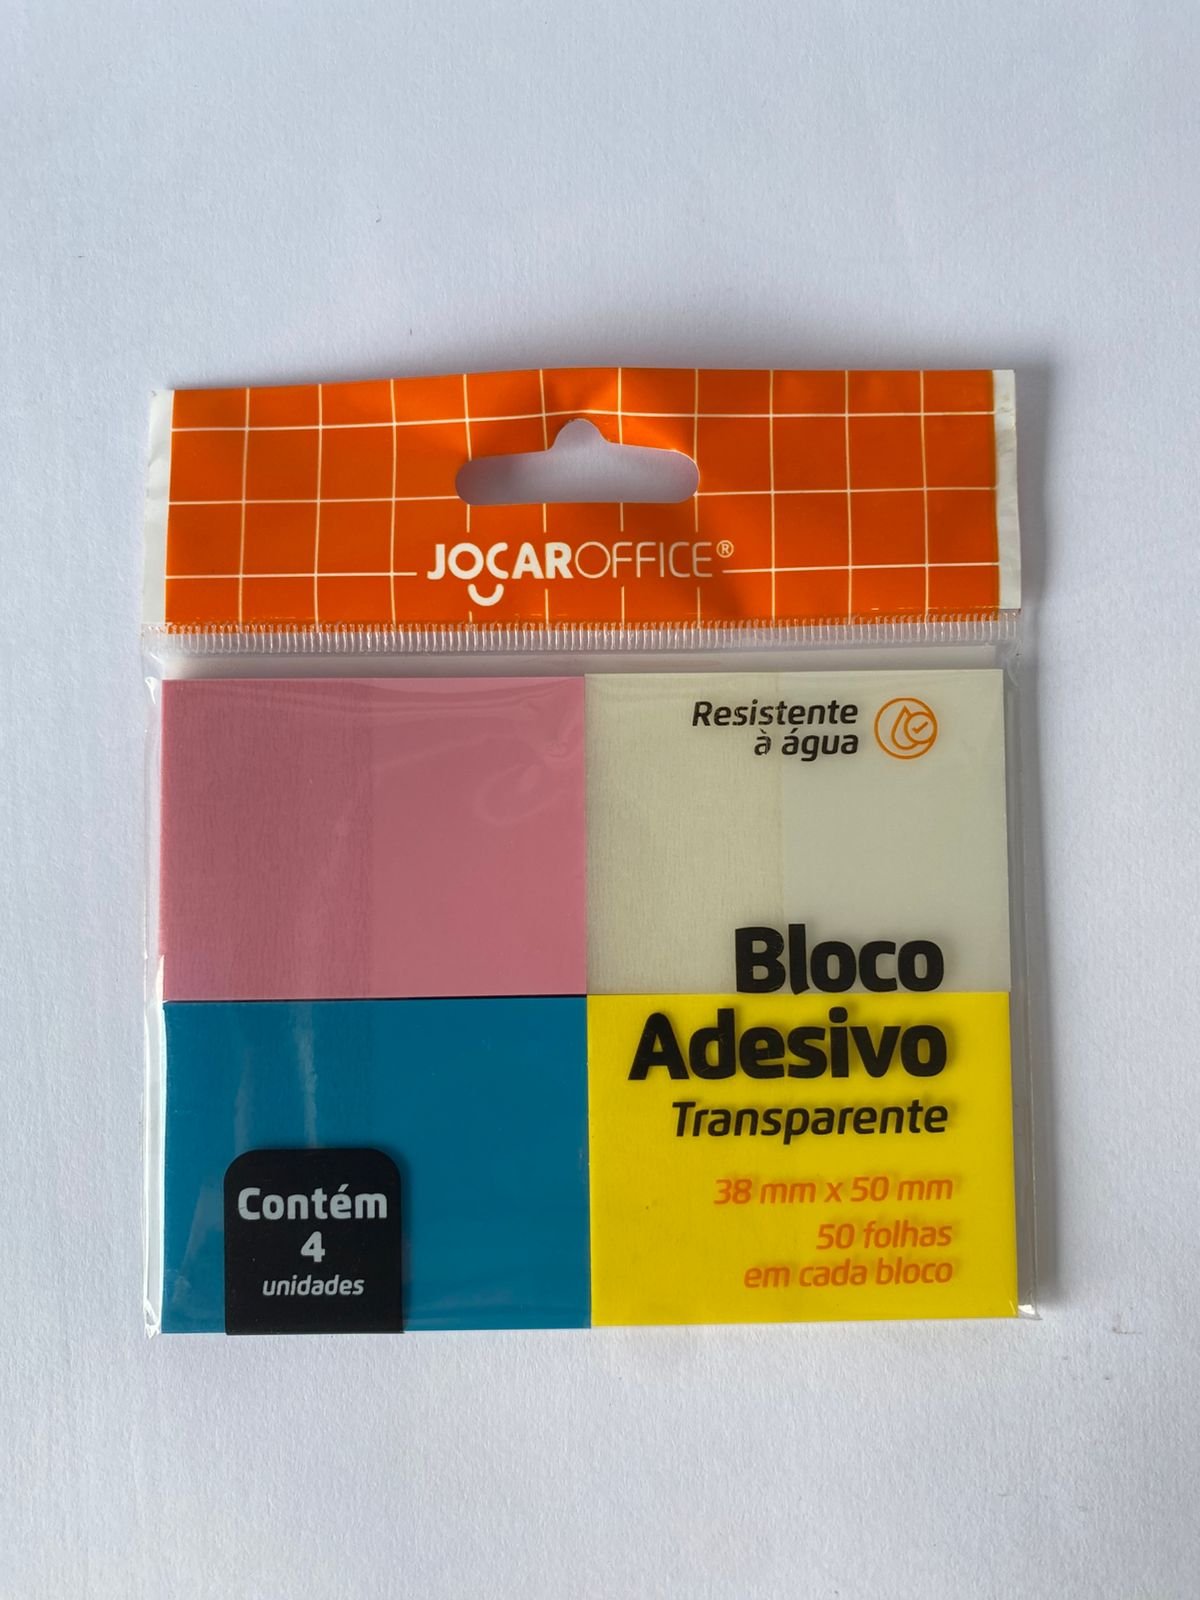 JOCAROFFICE®
Resistente
à água
Bloco
Adesivo
Transparente
38 mm x 50 mm
50 folhas
em cada bloco
Contém
4
unidades